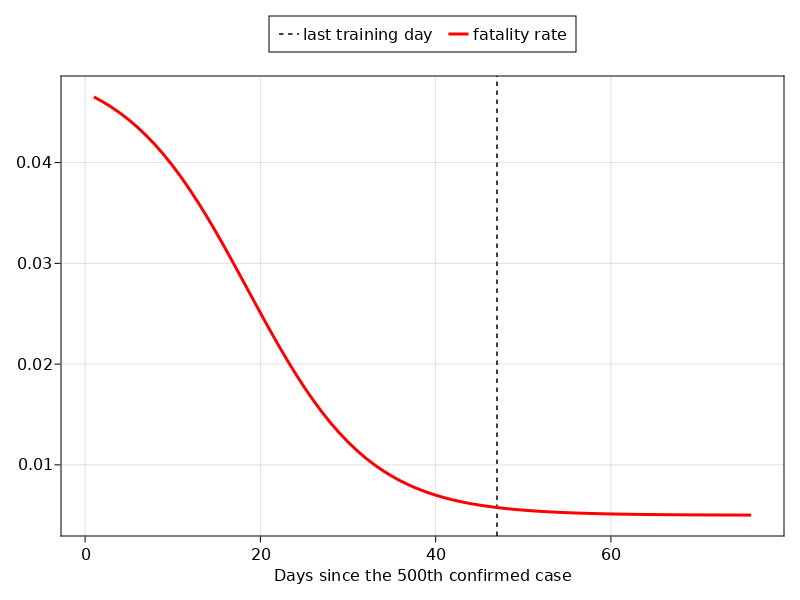 last training day fatality rate
0.04
0.03
0.02
0.01
0 20 40 60
Days since the 500th confirmed case